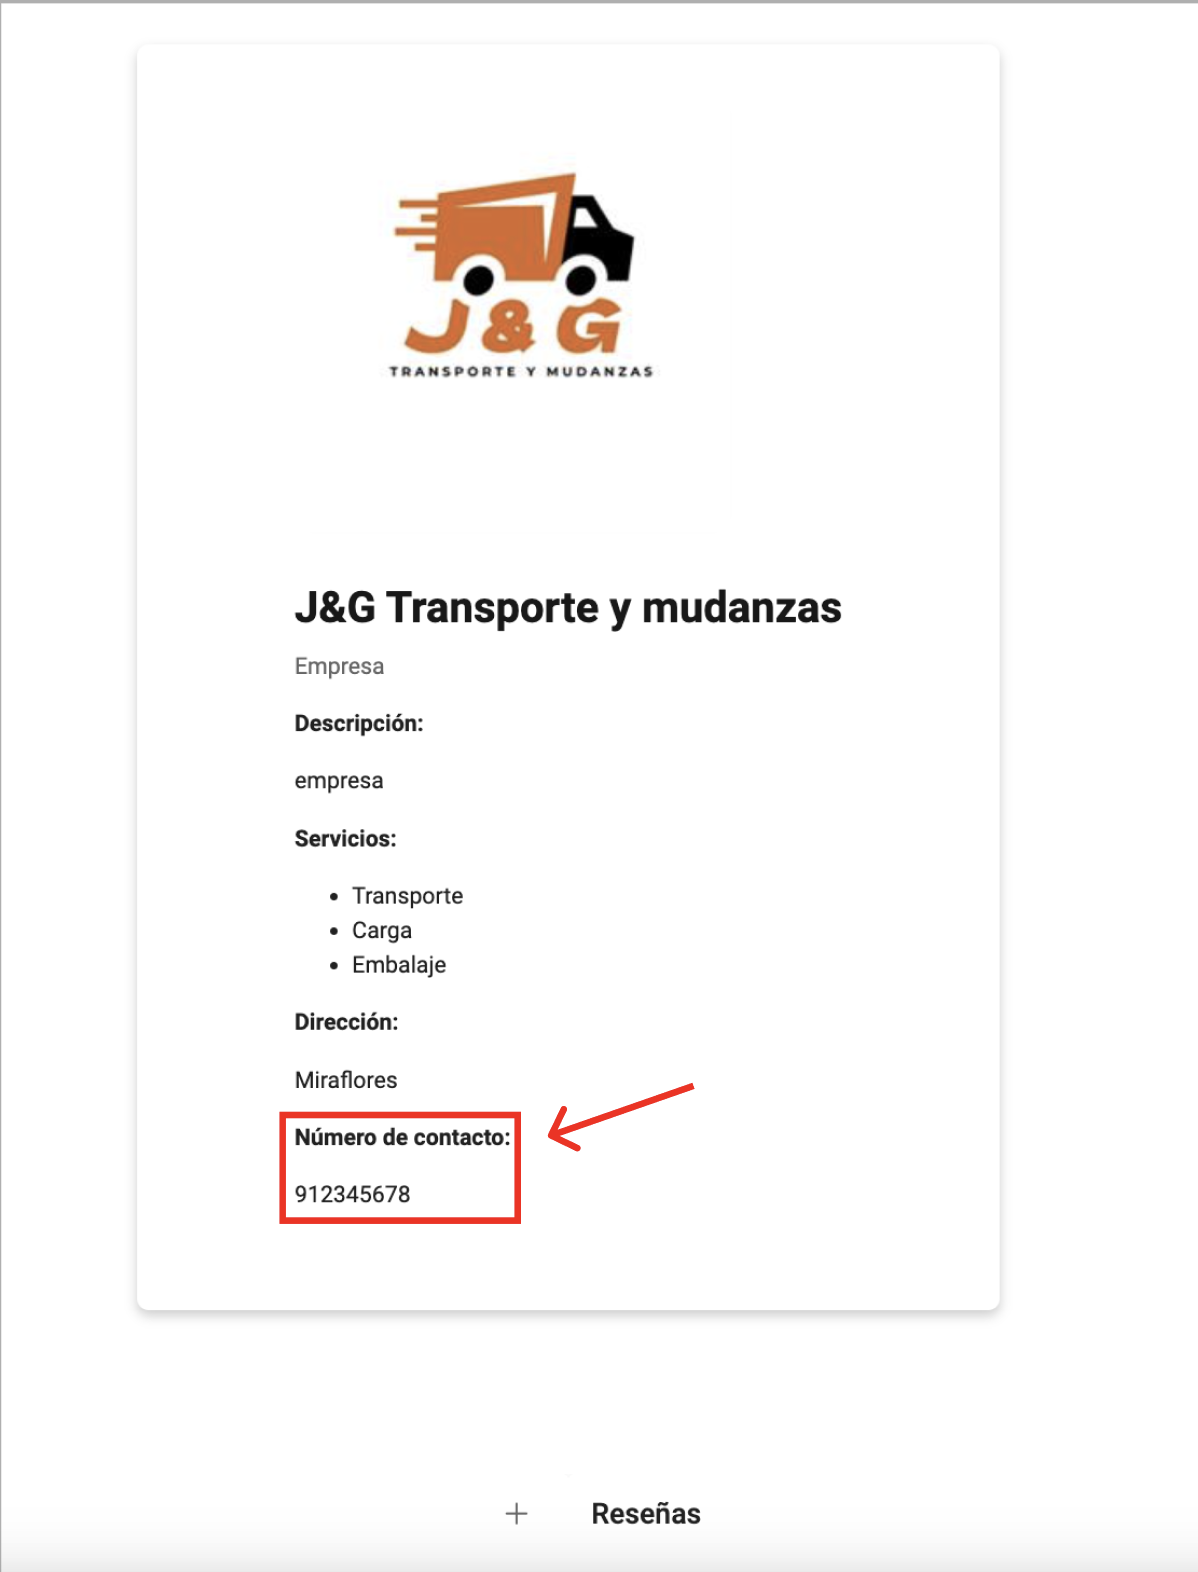 J & G
TRANSPORTE Y MUDANZAS
J&G Transporte y mudanzas
Empresa
Descripción:
empresa
Servicios:
• Transporte
• Carga
• Embalaje
Dirección:
Miraflores
Número de contacto:
912345678
+ Reseñas